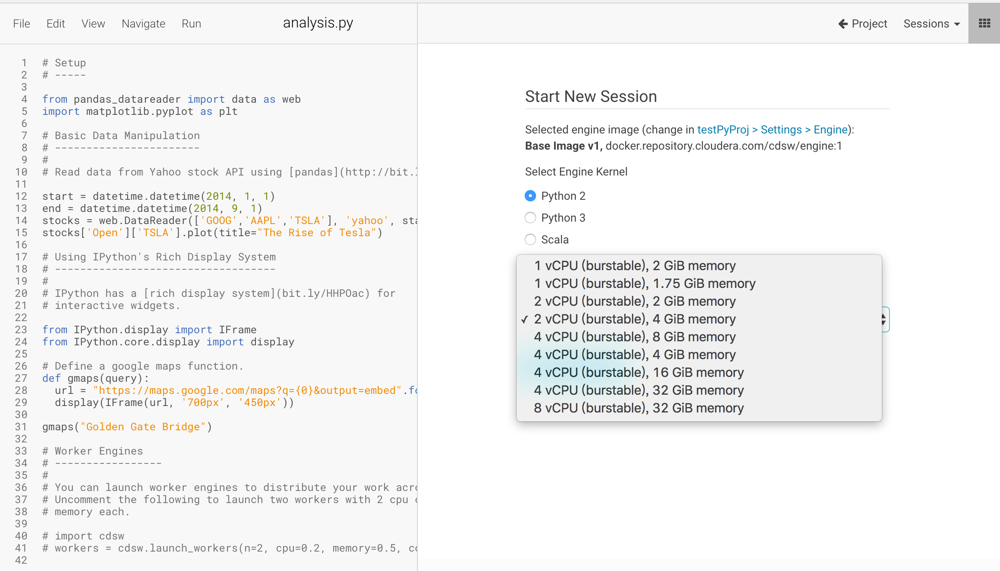 File Edit View Navigate Run analysis.py
Project Sessions
1 # Setup
2 # -----
3
4 from pandas_datareader import data as web
5 import matplotlib.pyplot as plt
6
7 # Basic Data Manipulation
8 # -----------------------
9 #
10 # Read data from Yahoo stock API using [pandas](http://bit.
11
12 start = datetime.datetime(2014, 1, 1)
13 end = datetime.datetime(2014, 9, 1)
14 stocks = web.DataReader(['GOOG','AAPL','TSLA'], 'yahoo', sta
15 stocks['Open']['TSLA'].plot(title="The Rise of Tesla")
16
17 # Using IPython's Rich Display System
18 # -----------------------------------
19 #
20 # IPython has a [rich display system](bit.ly/HHPOac) for
21 # interactive widgets.
22
23 from IPython.display import IFrame
24 from IPython.core.display import display
25
26 # Define a google maps function.
27 def gmaps(query):
28   url = "https://maps.google.com/maps?q={0}&output=embed".fo
29   display(IFrame(url, '700px', '450px'))
30
31 gmaps("Golden Gate Bridge")
32
33 # Worker Engines
34 # -----------------
35 #
36 # You can launch worker engines to distribute your work acro
37 # Uncomment the following to launch two workers with 2 cpu
38 # memory each.
39
40 # import cdsw
41 # workers = cdsw.launch_workers(n=2, cpu=0.2, memory=0.5, co
42
Start New Session
Selected engine image (change in testPyProj > Settings > Engine):
Base Image v1, docker.repository.cloudera.com/cdsw/engine:1
Select Engine Kernel
Python 2
Python 3
Scala
1 vCPU (burstable), 2 GiB memory
1 vCPU (burstable), 1.75 GiB memory
2 vCPU (burstable), 2 GiB memory
✓ 2 vCPU (burstable), 4 GiB memory
4 vCPU (burstable), 8 GiB memory
4 vCPU (burstable), 4 GiB memory
4 vCPU (burstable), 16 GiB memory
4 vCPU (burstable), 32 GiB memory
8 vCPU (burstable), 32 GiB memory